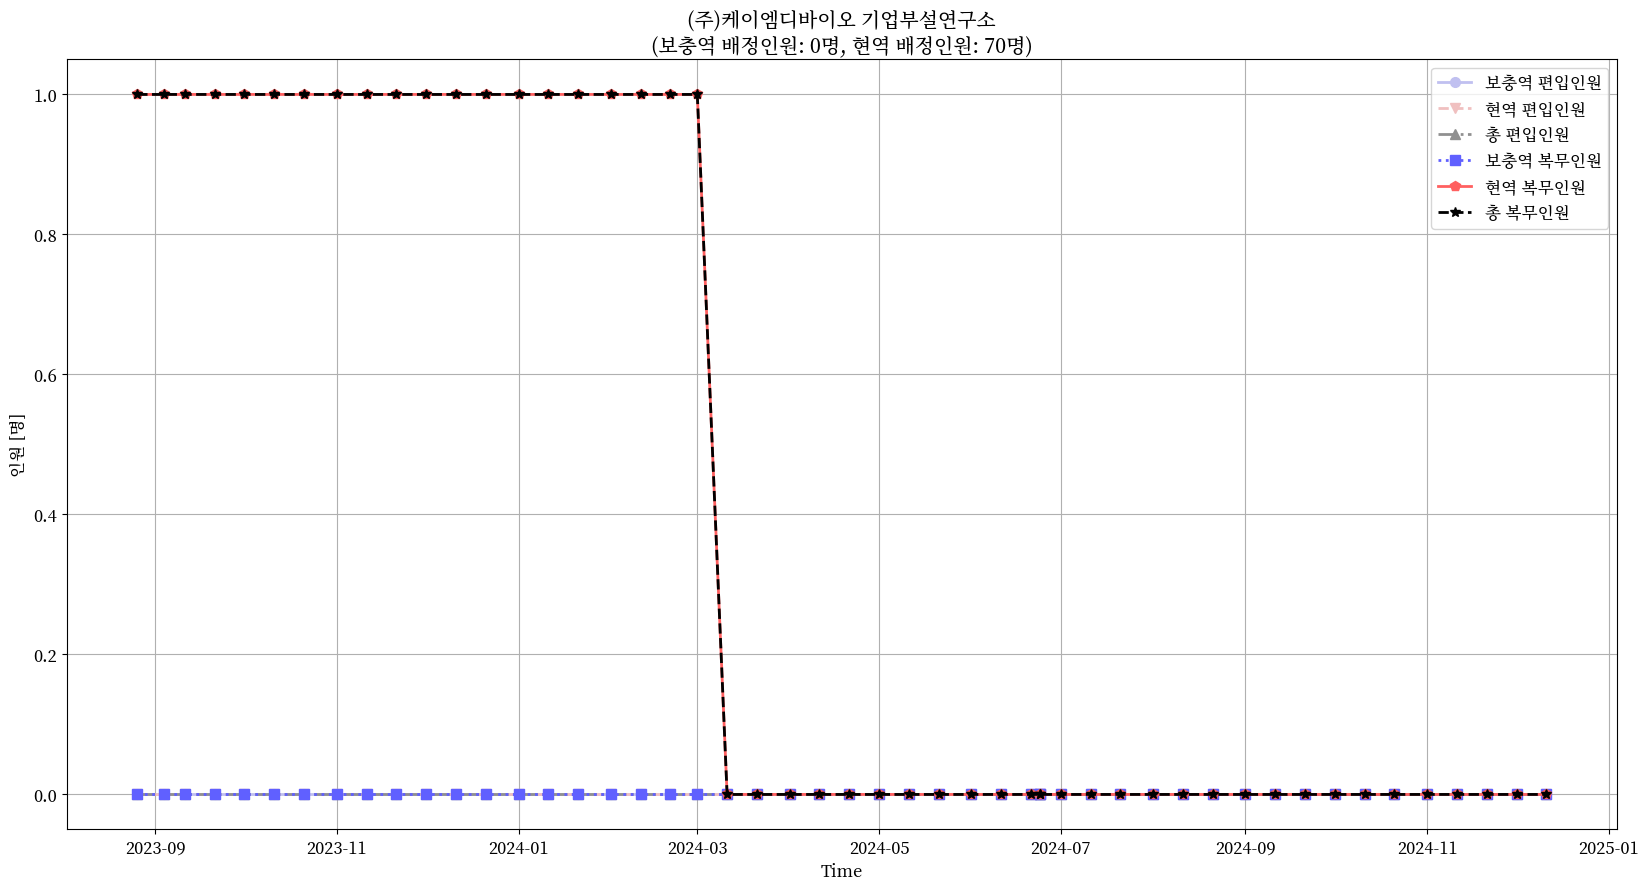 (주)케이엠디바이오 기업부설연구소
(보충역 배정인원: 0명, 현역 배정인원: 70명)
보충역 편입인원
현역 편입인원
총 편입인원
보충역 복무인원
현역 복무인원
총 복무인원
인원 [명]
1.0
0.8
0.6
0.4
0.2
0.0
2023-09
2023-11
2024-01
2024-03
2024-05
2024-07
2024-09
2024-11
2025-01
Time